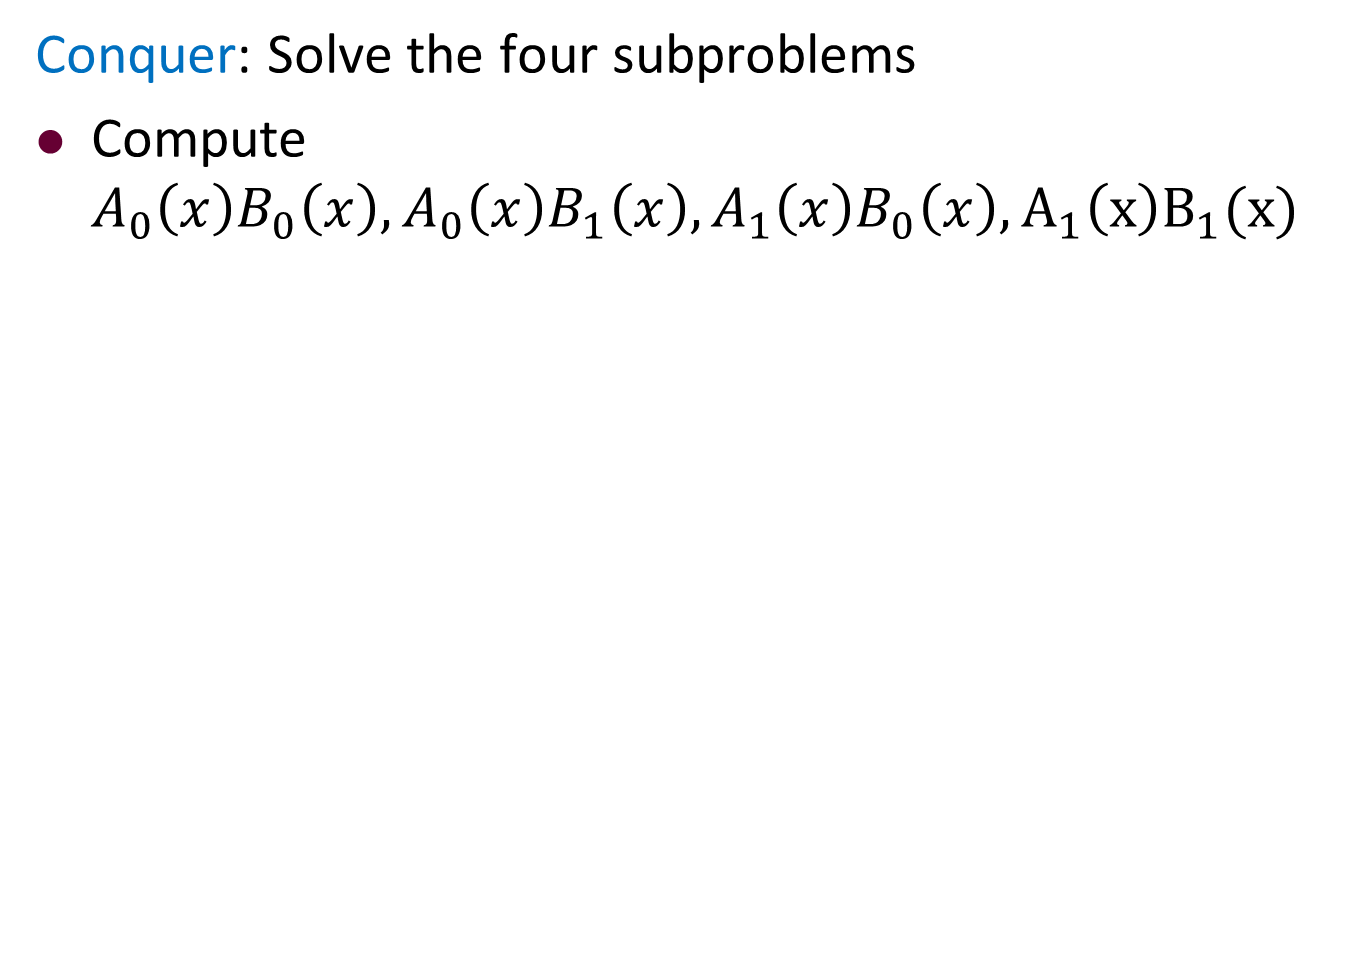 Conquer: Solve the four subproblems
● Compute
𝐴₀(𝑥)𝐵₀(𝑥), 𝐴₀(𝑥)𝐵₁(𝑥), 𝐴₁(𝑥)𝐵₀(𝑥), A₁(x)B₁(x)